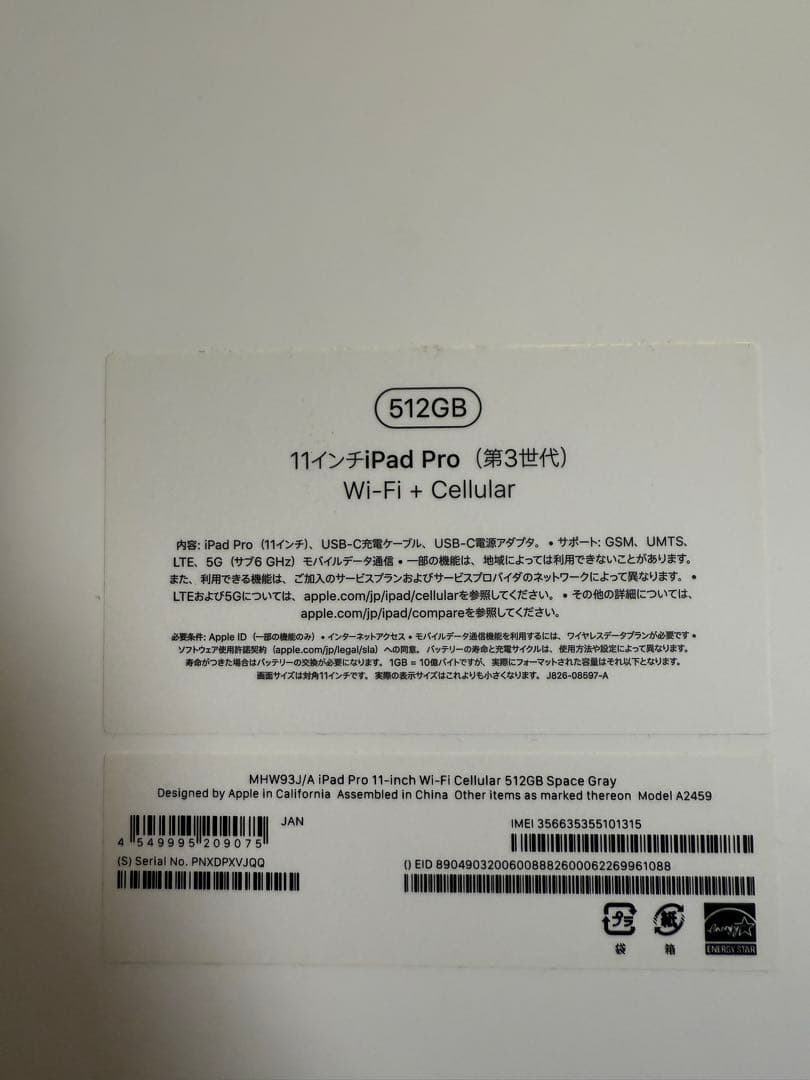 512GB
11インチiPad Pro（第3世代）
Wi-Fi + Cellular
内容: iPad Pro（11インチ）、USB-C充電ケーブル、USB-C電源アダプタ。 • サポート: GSM、UMTS、
LTE、5G（サブ6 GHz）モバイルデータ通信 • 一部の機能は、地域によっては利用できないことがあります。
また、利用できる機能は、ご加入のサービスプランおよびサービスプロバイダのネットワークによって異なります。 •
LTEおよび5Gについては、apple.com/jp/ipad/cellularを参照してください。 • その他の詳細については、
apple.com/jp/ipad/compareを参照してください。
必要条件: Apple ID（一部の機能のみ） • インターネットアクセス • モバイルデータ通信機能を利用するには、ワイヤレスデータプランが必要です •
ソフトウェア使用許諾契約（apple.com/jp/legal/sla）への同意。 バッテリーの寿命と充電サイクルは、使用方法や設定によって異なります。
寿命がつきた場合はバッテリーの交換が必要になります。 1GB = 10億バイトですが、実際にフォーマットされた容量はそれ以下となります。
画面サイズは対角11インチです。 実際の表示サイズはこれよりも小さくなります。 J826-08597-A
MHW93J/A iPad Pro 11-inch Wi-Fi Cellular 512GB Space Gray
Designed by Apple in California Assembled in China Other items as marked thereon Model A2459
JAN
4 549995 209075
IMEI 356635355101315
(S) Serial No. PNXDPXVJQQ
() EID 89049032006008882600062269961088
プラ
袋
紙
箱
energy
ENERGY STAR